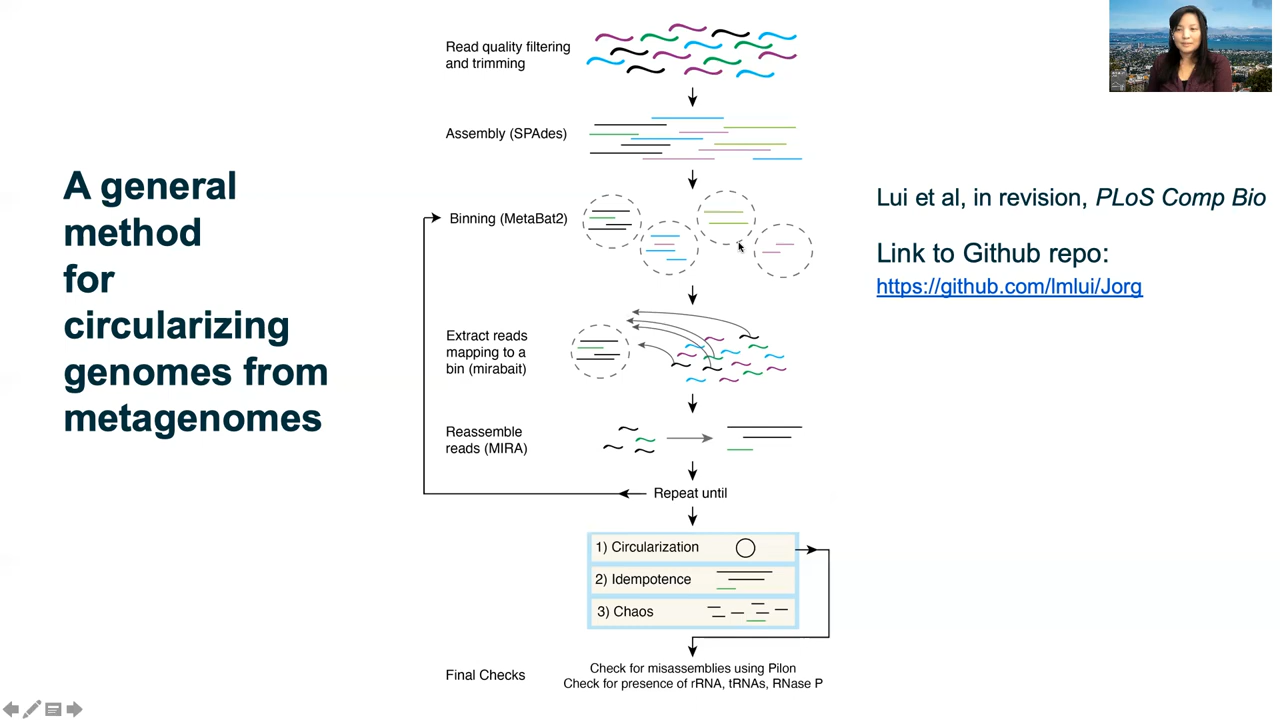 A general
method
for
circularizing
genomes from
metagenomes
Read quality filtering
and trimming
Assembly (SPAdes)
Binning (MetaBat2)
Extract reads
mapping to a
bin (mirabait)
Reassemble
reads (MIRA)
Repeat until
1) Circularization
2) Idempotence
3) Chaos
Final Checks
Check for misassemblies using Pilon
Check for presence of rRNA, tRNAs, RNase P
Lui et al, in revision, PLoS Comp Bio
Link to Github repo:
https://github.com/lmlui/Jorg